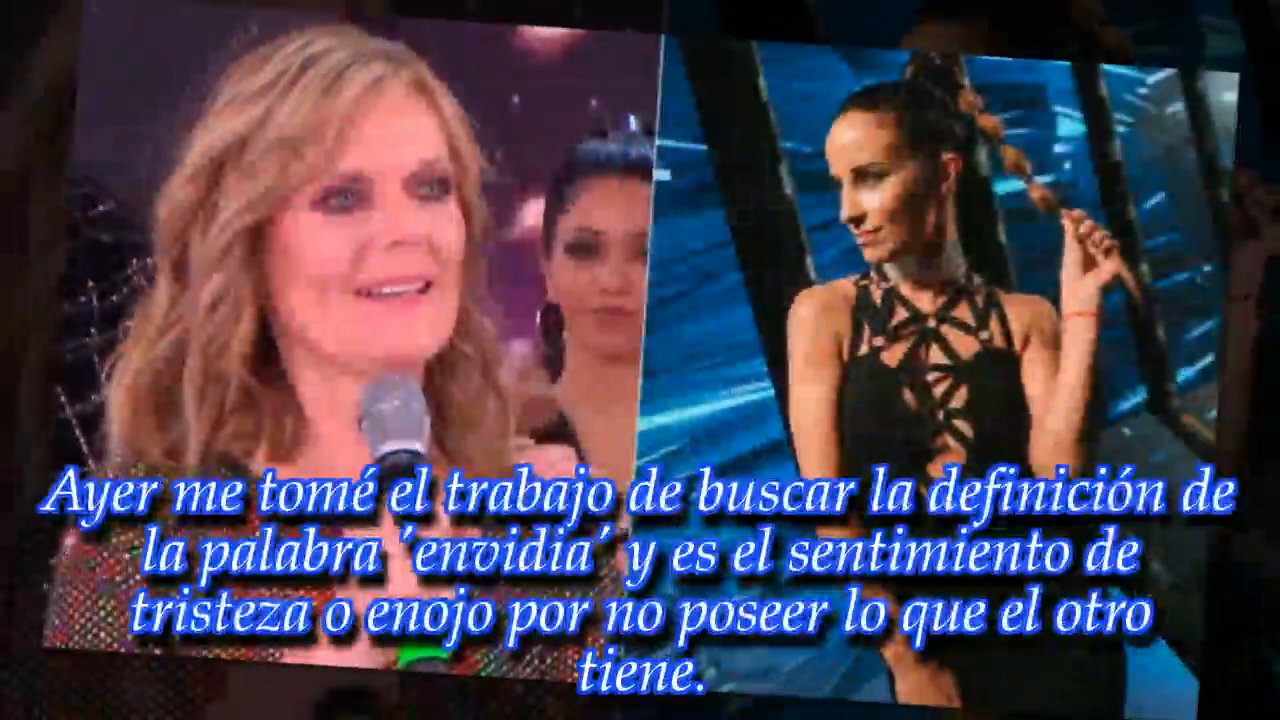 Ayer me tomé el trabajo de buscar la definición de
la palabra 'envidia' y es el sentimiento de
tristeza o enojo por no poseer lo que el otro
tiene.